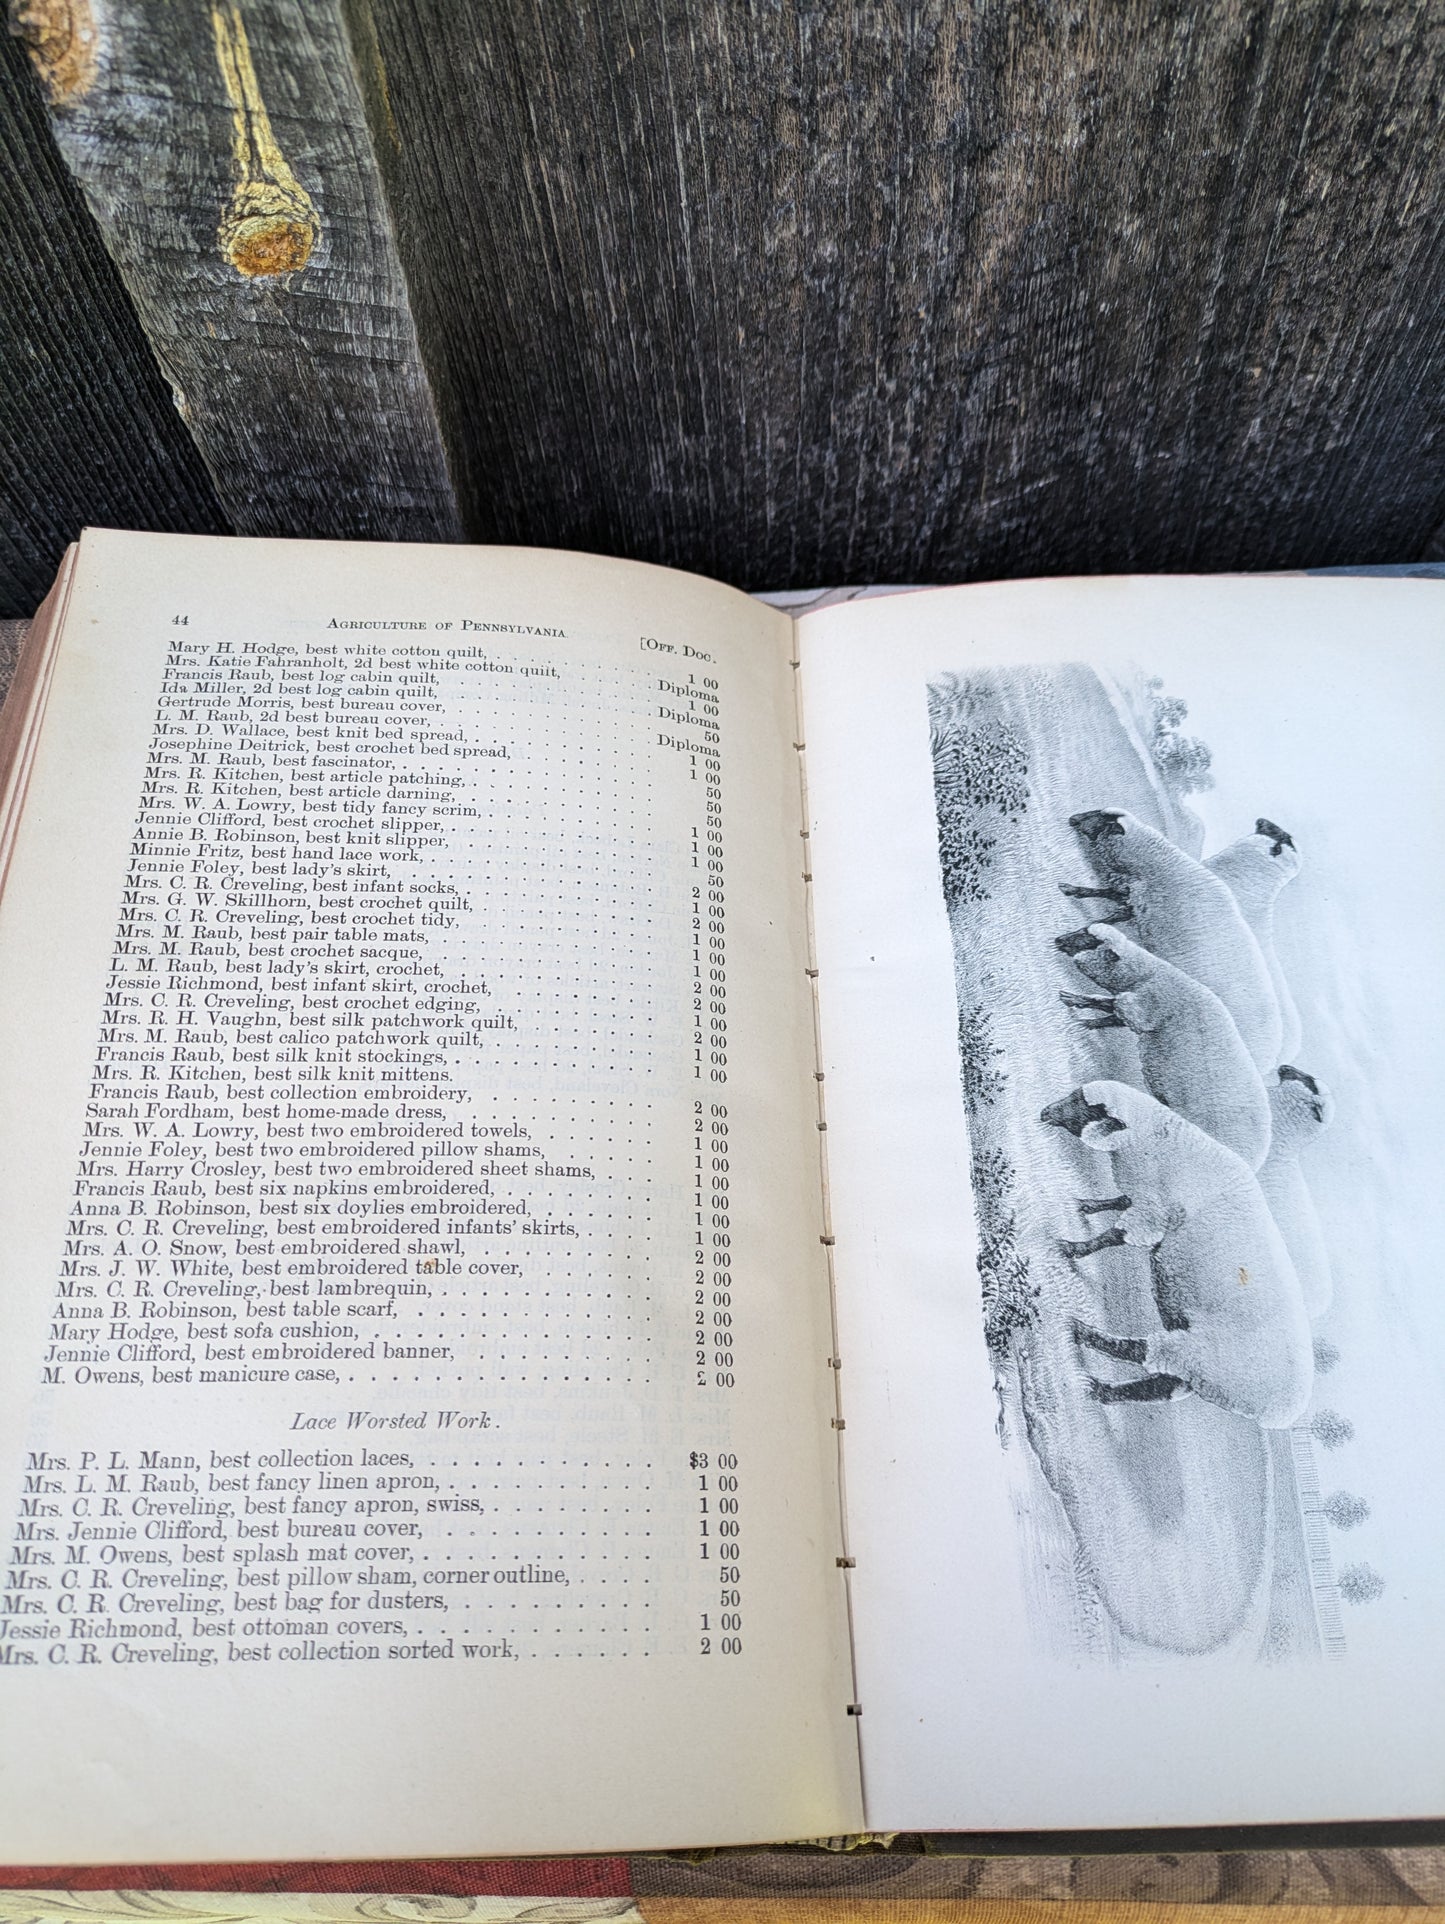 44 AGRICULTURE OF PENNSYLVANIA. [OFF. DOC.
Mary H. Hodge, best white cotton quilt, . . . . . . . . . 1 00
Mrs. Katie Fahranholt, 2d best white cotton quilt, . . . . . . Diploma
Francis Raub, best log cabin quilt, . . . . . . . . . 1 00
Ida Miller, 2d best log cabin quilt, . . . . . . . . . Diploma
Gertrude Morris, best bureau cover, . . . . . . . . . 50
L. M. Raub, 2d best bureau cover, . . . . . . . . . Diploma
Mrs. D. Wallace, best knit bed spread, . . . . . . . . . 1 00
Josephine Deitrick, best crochet bed spread, . . . . . . . 1 00
Mrs. M. Raub, best fascinator, . . . . . . . . . . . 50
Mrs. R. Kitchen, best article patching, . . . . . . . . . 50
Mrs. R. Kitchen, best article darning, . . . . . . . . . 50
Mrs. W. A. Lowry, best tidy fancy scrim, . . . . . . . . 1 00
Jennie Clifford, best crochet slipper, . . . . . . . . . 1 00
Annie B. Robinson, best knit slipper, . . . . . . . . . 1 00
Minnie Fritz, best hand lace work, . . . . . . . . . . 50
Jennie Foley, best lady's skirt, . . . . . . . . . . . 2 00
Mrs. C. R. Creveling, best infant socks, . . . . . . . . . 1 00
Mrs. G. W. Skillhorn, best crochet quilt, . . . . . . . . 2 00
Mrs. C. R. Creveling, best crochet tidy, . . . . . . . . . 1 00
Mrs. M. Raub, best pair table mats, . . . . . . . . . 1 00
Mrs. M. Raub, best crochet sacque, . . . . . . . . . . 1 00
L. M. Raub, best lady's skirt, crochet, . . . . . . . . . 2 00
Jessie Richmond, best infant skirt, crochet, . . . . . . . 2 00
Mrs. C. R. Creveling, best crochet edging, . . . . . . . . 1 00
Mrs. R. H. Vaughn, best silk patchwork quilt, . . . . . . 2 00
Mrs. M. Raub, best calico patchwork quilt, . . . . . . . . 1 00
Francis Raub, best silk knit stockings, . . . . . . . . . 1 00
Mrs. R. Kitchen, best silk knit mittens.
Francis Raub, best collection embroidery, . . . . . . . . 2 00
Sarah Fordham, best home-made dress, . . . . . . . . . 2 00
Mrs. W. A. Lowry, best two embroidered towels, . . . . . . 1 00
Jennie Foley, best two embroidered pillow shams, . . . . . 1 00
Mrs. Harry Crosley, best two embroidered sheet shams, . . . 1 00
Francis Raub, best six napkins embroidered, . . . . . . . 1 00
Anna B. Robinson, best six doylies embroidered, . . . . . . 1 00
Mrs. C. R. Creveling, best embroidered infants' skirts, . . . . 1 00
Mrs. A. O. Snow, best embroidered shawl, . . . . . . . . 2 00
Mrs. J. W. White, best embroidered table cover, . . . . . . 2 00
Mrs. C. R. Creveling, best lambrequin, . . . . . . . . . 2 00
Anna B. Robinson, best table scarf, . . . . . . . . . . 2 00
Mary Hodge, best sofa cushion, . . . . . . . . . . . 2 00
Jennie Clifford, best embroidered banner, . . . . . . . . 2 00
M. Owens, best manicure case, . . . . . . . . . . . . 2 00
Lace Worsted Work.
Mrs. P. L. Mann, best collection laces, . . . . . . . . . $3 00
Mrs. L. M. Raub, best fancy linen apron, . . . . . . . . . 1 00
Mrs. C. R. Creveling, best fancy apron, swiss, . . . . . . . 1 00
Mrs. Jennie Clifford, best bureau cover, . . . . . . . . . 1 00
Mrs. M. Owens, best splash mat cover, . . . . . . . . . . 1 00
Mrs. C. R. Creveling, best pillow sham, corner outline, . . . . 50
Mrs. C. R. Creveling, best bag for dusters, . . . . . . . . . 50
Jessie Richmond, best ottoman covers, . . . . . . . . . . 1 00
Mrs. C. R. Creveling, best collection sorted work, . . . . . . 2 00